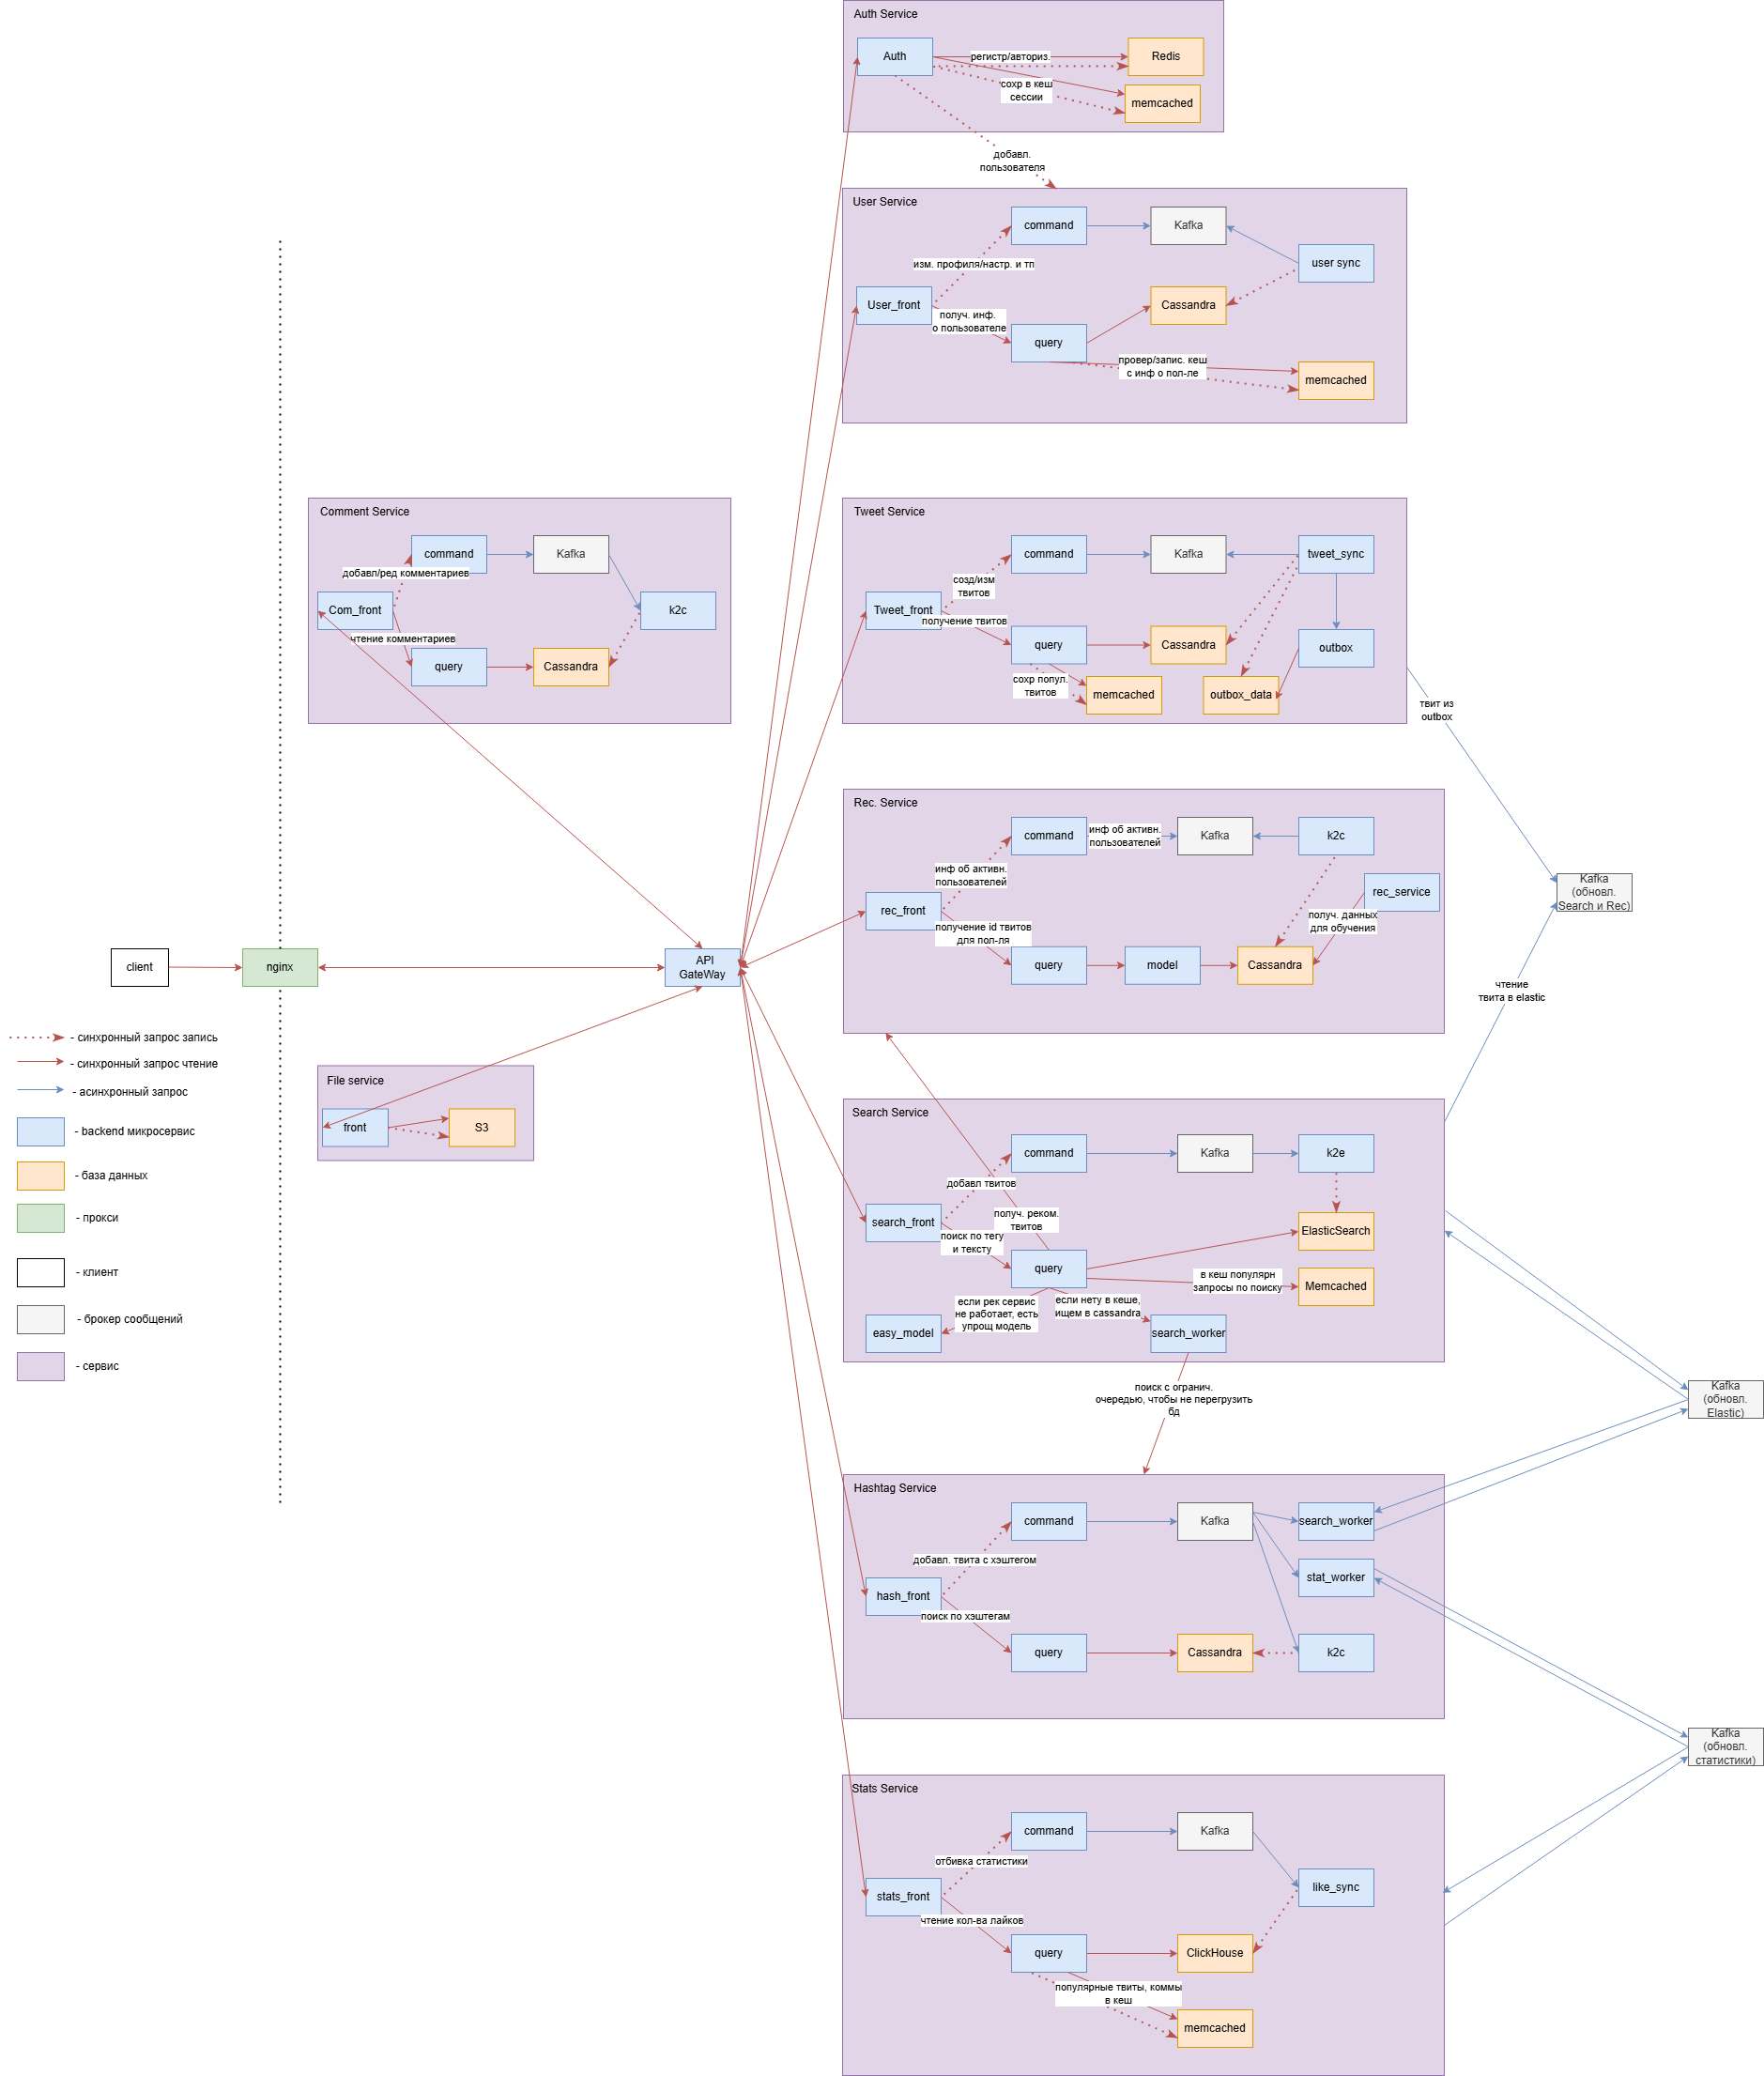 Auth Service
Auth
регистр/авториз.
Redis
сохр в кеш
сессии
memcached
добавл.
пользователя
User Service
command
Kafka
user sync
изм. профиля/настр. и тп
User_front
получ. инф.
о пользователе
Cassandra
query
провер/запис. кеш
с инф о пол-ле
memcached
Comment Service
command
Kafka
добавл/ред комментариев
Com_front
k2c
чтение комментариев
query
Cassandra
Tweet Service
command
Kafka
tweet_sync
созд/изм
твитов
Tweet_front
получение твитов
query
Cassandra
outbox
сохр попул.
твитов
memcached
outbox_data
твит из
outbox
Rec. Service
command
инф об активн.
пользователей
Kafka
k2c
инф об активн.
пользователей
rec_service
rec_front
получ. данных
для обучения
получение id твитов
для пол-ля
query
model
Cassandra
Kafka
(обновл.
Search и Rec)
чтение
твита в elastic
client
nginx
API
GateWay
- синхронный запрос запись
- синхронный запрос чтение
- асинхронный запрос
- backend микросервис
- база данных
- прокси
- клиент
- брокер сообщений
- сервис
File service
front
S3
Search Service
command
Kafka
k2e
добавл твитов
search_front
получ. реком.
твитов
поиск по тегу
и тексту
ElasticSearch
query
в кеш популярн
запросы по поиску
Memcached
если рек сервис
не работает, есть
упрощ модель
если нету в кеше,
ищем в cassandra
easy_model
search_worker
поиск с огранич.
очередью, чтобы не перегрузить
бд
Kafka
(обновл.
Elastic)
Hashtag Service
command
Kafka
search_worker
добавл. твита с хэштегом
stat_worker
hash_front
поиск по хэштегам
query
Cassandra
k2c
Kafka
(обновл.
статистики)
Stats Service
command
Kafka
отбивка статистики
like_sync
stats_front
чтение кол-ва лайков
query
ClickHouse
популярные твиты, коммы
в кеш
memcached